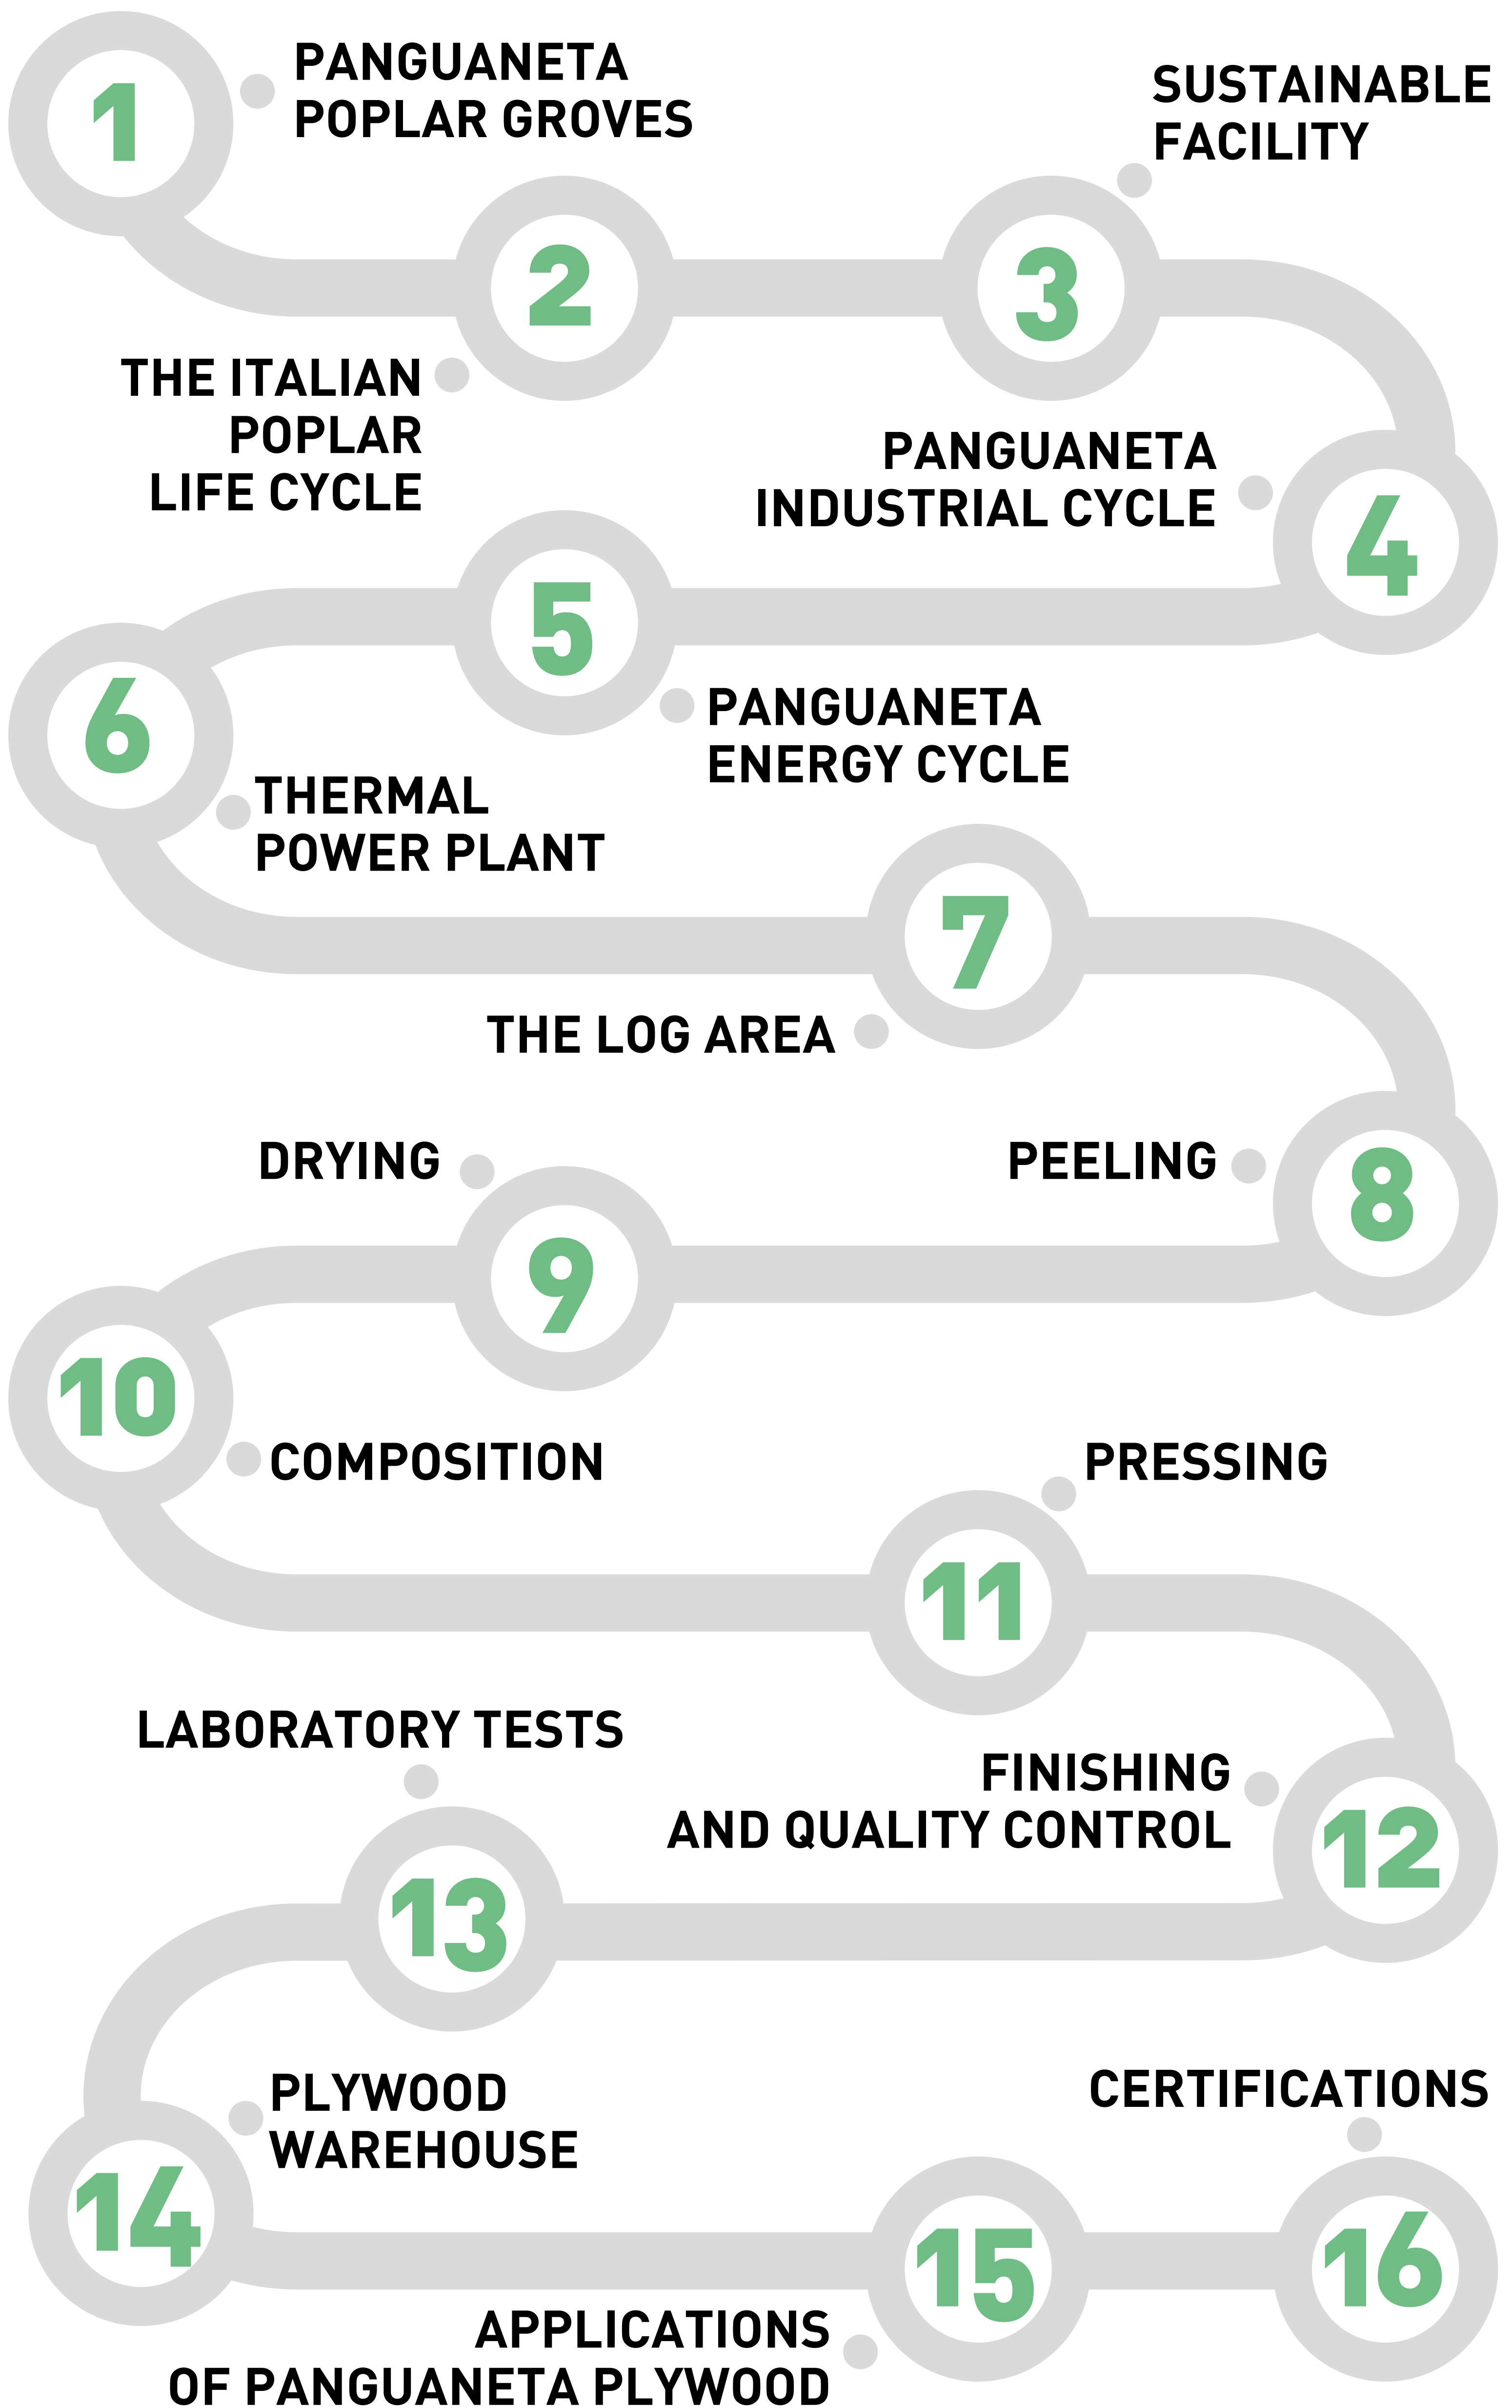 1
PANGUANETA
POPLAR GROVES
2
THE ITALIAN
POPLAR
LIFE CYCLE
3
SUSTAINABLE
FACILITY
4
PANGUANETA
INDUSTRIAL CYCLE
5
PANGUANETA
ENERGY CYCLE
6
THERMAL
POWER PLANT
7
THE LOG AREA
8
PEELING
9
DRYING
10
COMPOSITION
11
PRESSING
12
FINISHING
AND QUALITY CONTROL
13
LABORATORY TESTS
14
PLYWOOD
WAREHOUSE
15
APPLICATIONS
OF PANGUANETA PLYWOOD
16
CERTIFICATIONS